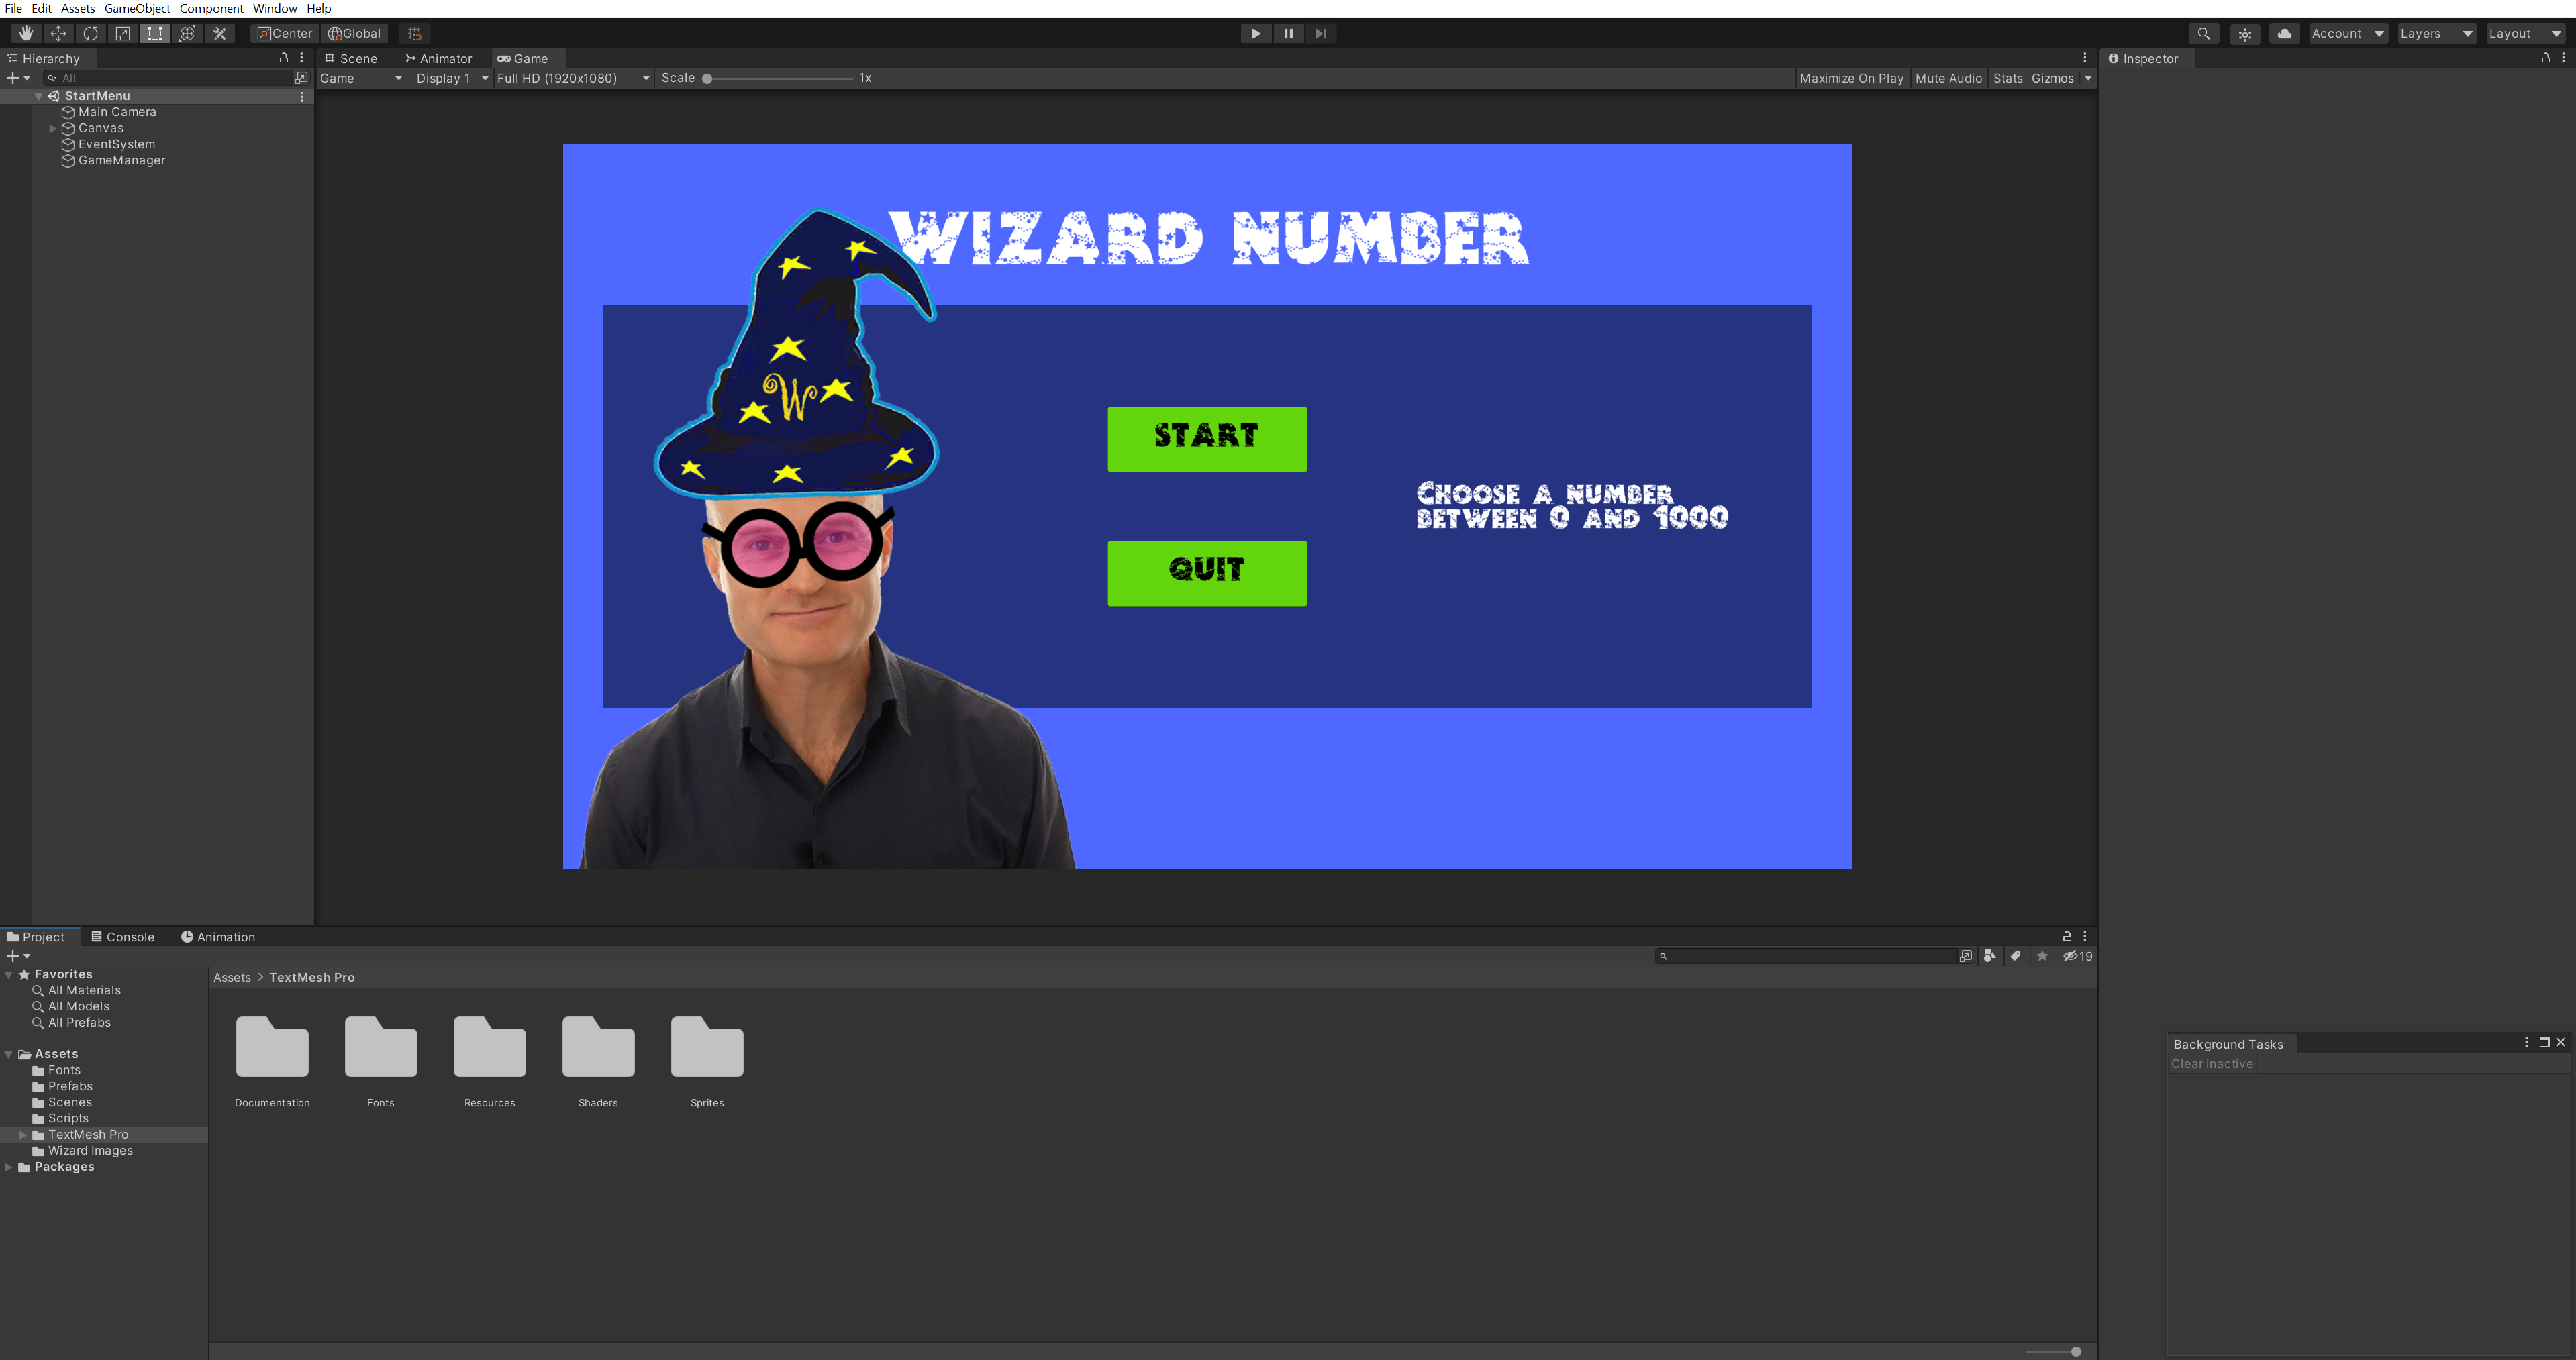 File Edit Assets GameObject Component Window Help
Center Global
Account Layers Layout
Hierarchy
All
StartMenu
Main Camera
Canvas
EventSystem
GameManager
Scene Animator Game
Game Display 1 Full HD (1920x1080) Scale 1x Maximize On Play Mute Audio Stats Gizmos
WIZARD NUMBER
W
START
QUIT
CHOOSE A NUMBER
BETWEEN 0 AND 1000
Inspector
Project Console Animation
19
Favorites
All Materials
All Models
All Prefabs
Assets
Fonts
Prefabs
Scenes
Scripts
TextMesh Pro
Wizard Images
Packages
Assets > TextMesh Pro
Documentation Fonts Resources Shaders Sprites
Background Tasks
Clear inactive